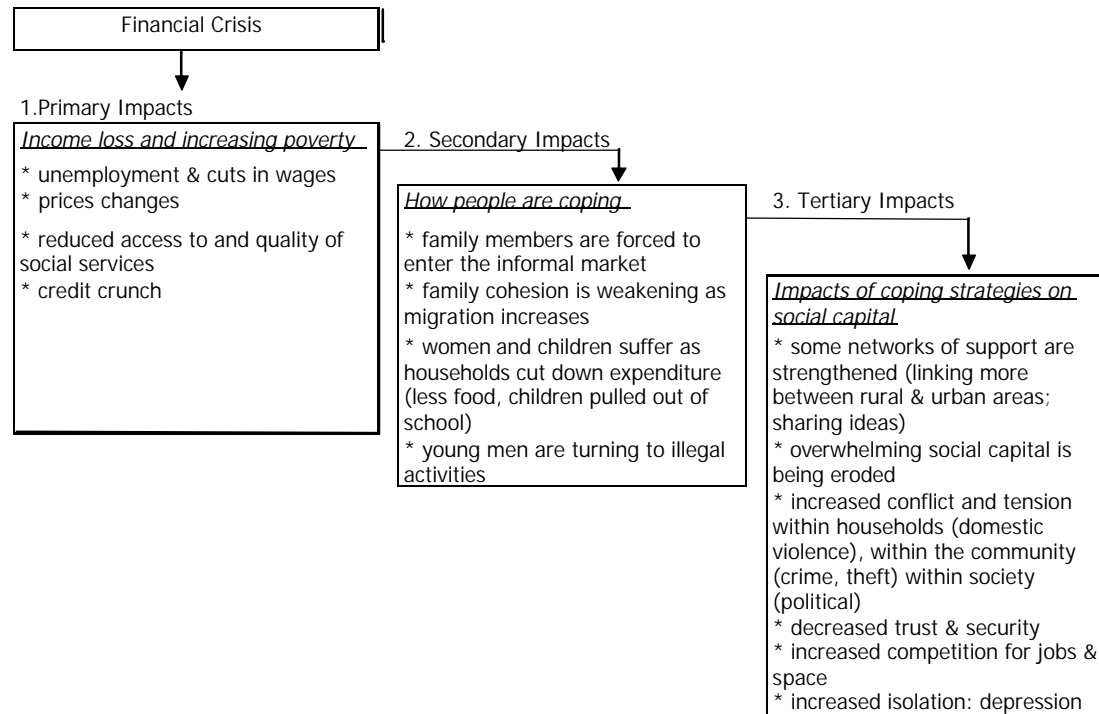 Financial Crisis
1.Primary Impacts
Income loss and increasing poverty
* unemployment & cuts in wages
* prices changes
* reduced access to and quality of
social services
* credit crunch
2. Secondary Impacts
How people are coping
* family members are forced to
enter the informal market
* family cohesion is weakening as
migration increases
* women and children suffer as
households cut down expenditure
(less food, children pulled out of
school)
* young men are turning to illegal
activities
3. Tertiary Impacts
Impacts of coping strategies on
social capital
* some networks of support are
strengthened (linking more
between rural & urban areas;
sharing ideas)
* overwhelming social capital is
being eroded
* increased conflict and tension
within households (domestic
violence), within the community
(crime, theft) within society
(political)
* decreased trust & security
* increased competition for jobs &
space
* increased isolation: depression